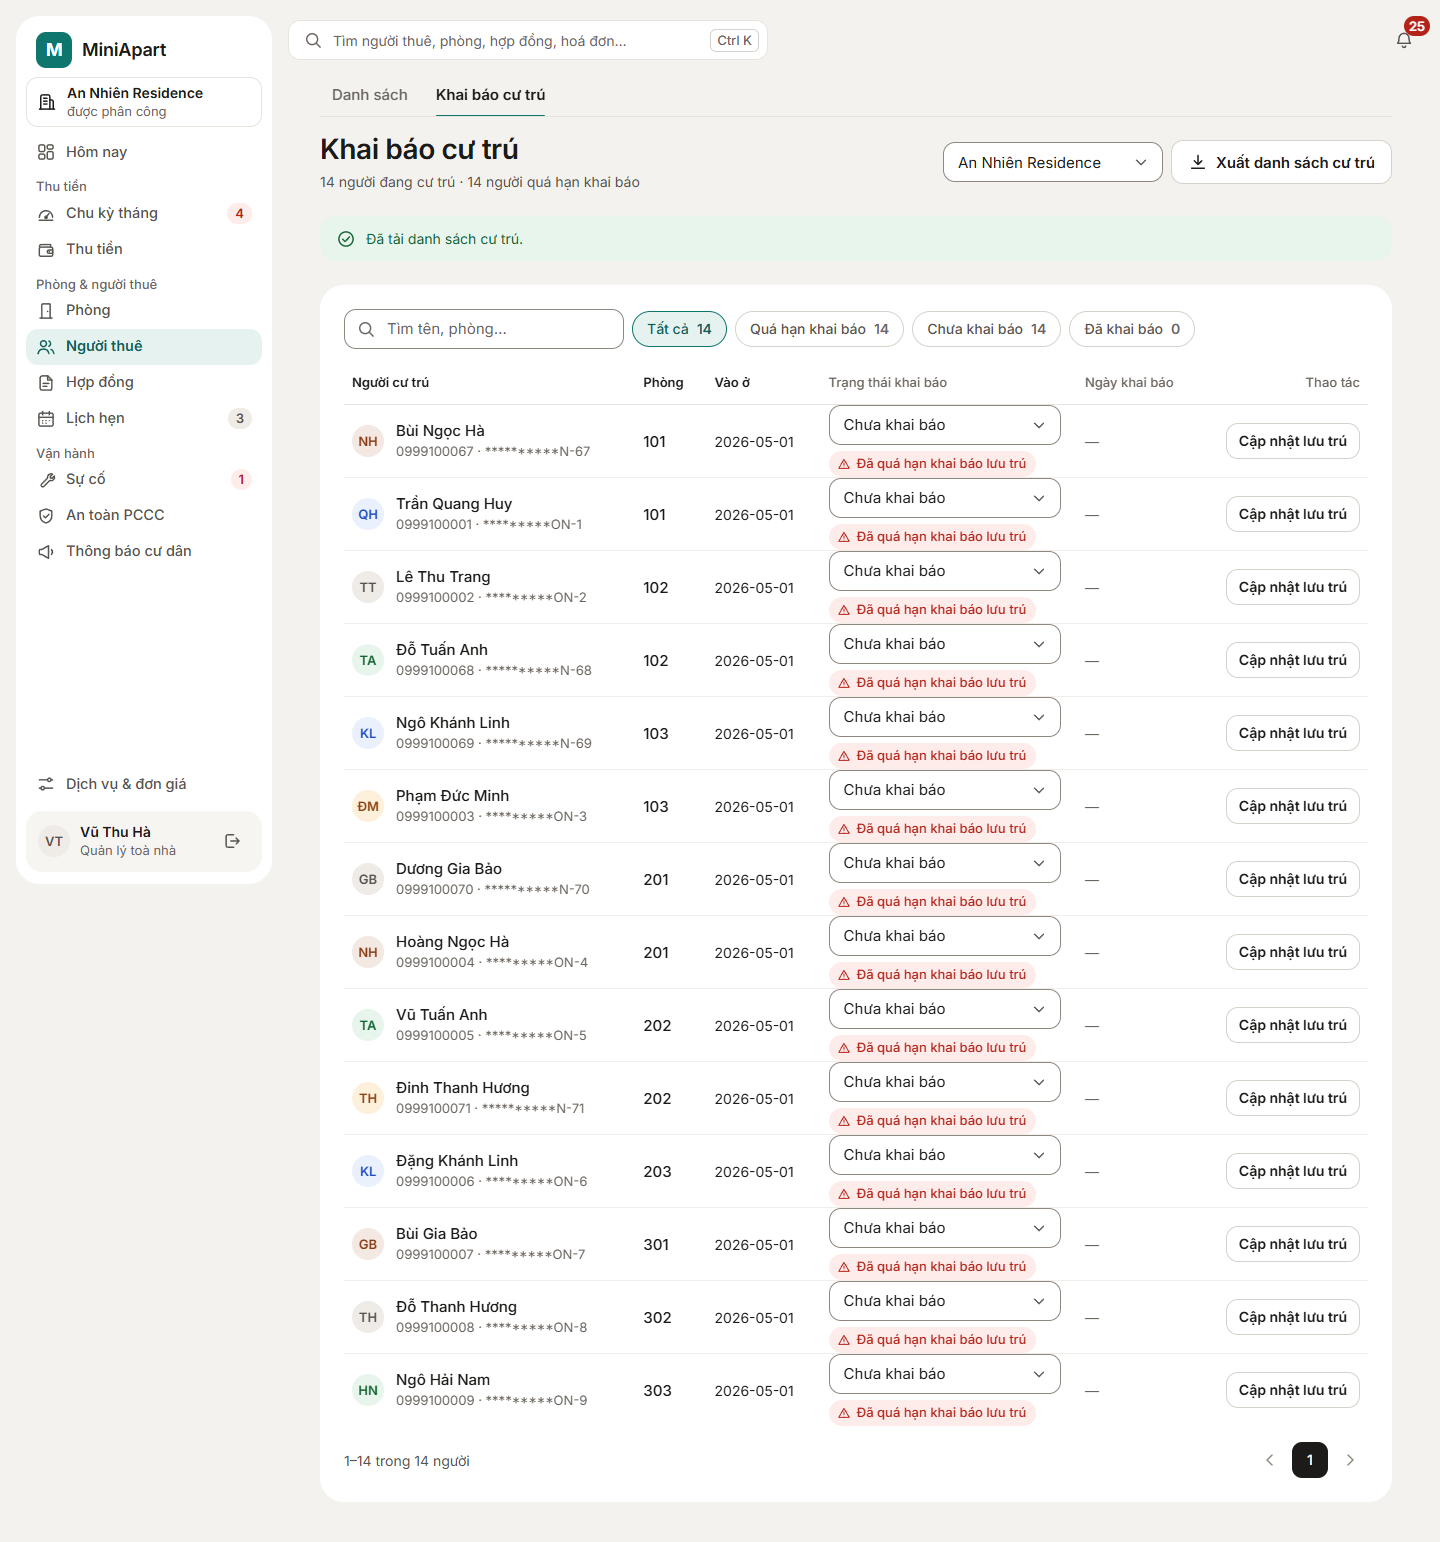 M MiniApart
An Nhiên Residence
được phân công
Hôm nay
Thu tiền
Chu kỳ tháng 4
Thu tiền
Phòng & người thuê
Phòng
Người thuê
Hợp đồng
Lịch hẹn 3
Vận hành
Sự cố 1
An toàn PCCC
Thông báo cư dân
Dịch vụ & đơn giá
VT Vũ Thu Hà
Quản lý toà nhà
Tìm người thuê, phòng, hợp đồng, hoá đơn... Ctrl K
25
Danh sách Khai báo cư trú
Khai báo cư trú
14 người đang cư trú · 14 người quá hạn khai báo
An Nhiên Residence Xuất danh sách cư trú
Đã tải danh sách cư trú.
Tìm tên, phòng... Tất cả 14 Quá hạn khai báo 14 Chưa khai báo 14 Đã khai báo 0
Người cư trú Phòng Vào ở Trạng thái khai báo Ngày khai báo Thao tác
NH Bùi Ngọc Hà 101 2026-05-01 Chưa khai báo — Cập nhật lưu trú
0999100067 · **********N-67 Đã quá hạn khai báo lưu trú
QH Trần Quang Huy 101 2026-05-01 Chưa khai báo — Cập nhật lưu trú
0999100001 · *********ON-1 Đã quá hạn khai báo lưu trú
TT Lê Thu Trang 102 2026-05-01 Chưa khai báo — Cập nhật lưu trú
0999100002 · *********ON-2 Đã quá hạn khai báo lưu trú
TA Đỗ Tuấn Anh 102 2026-05-01 Chưa khai báo — Cập nhật lưu trú
0999100068 · **********N-68 Đã quá hạn khai báo lưu trú
KL Ngô Khánh Linh 103 2026-05-01 Chưa khai báo — Cập nhật lưu trú
0999100069 · **********N-69 Đã quá hạn khai báo lưu trú
ĐM Phạm Đức Minh 103 2026-05-01 Chưa khai báo — Cập nhật lưu trú
0999100003 · *********ON-3 Đã quá hạn khai báo lưu trú
GB Dương Gia Bảo 201 2026-05-01 Chưa khai báo — Cập nhật lưu trú
0999100070 · **********N-70 Đã quá hạn khai báo lưu trú
NH Hoàng Ngọc Hà 201 2026-05-01 Chưa khai báo — Cập nhật lưu trú
0999100004 · *********ON-4 Đã quá hạn khai báo lưu trú
TA Vũ Tuấn Anh 202 2026-05-01 Chưa khai báo — Cập nhật lưu trú
0999100005 · *********ON-5 Đã quá hạn khai báo lưu trú
TH Đinh Thanh Hương 202 2026-05-01 Chưa khai báo — Cập nhật lưu trú
0999100071 · **********N-71 Đã quá hạn khai báo lưu trú
KL Đặng Khánh Linh 203 2026-05-01 Chưa khai báo — Cập nhật lưu trú
0999100006 · *********ON-6 Đã quá hạn khai báo lưu trú
GB Bùi Gia Bảo 301 2026-05-01 Chưa khai báo — Cập nhật lưu trú
0999100007 · *********ON-7 Đã quá hạn khai báo lưu trú
TH Đỗ Thanh Hương 302 2026-05-01 Chưa khai báo — Cập nhật lưu trú
0999100008 · *********ON-8 Đã quá hạn khai báo lưu trú
HN Ngô Hải Nam 303 2026-05-01 Chưa khai báo — Cập nhật lưu trú
0999100009 · *********ON-9 Đã quá hạn khai báo lưu trú
1–14 trong 14 người 1